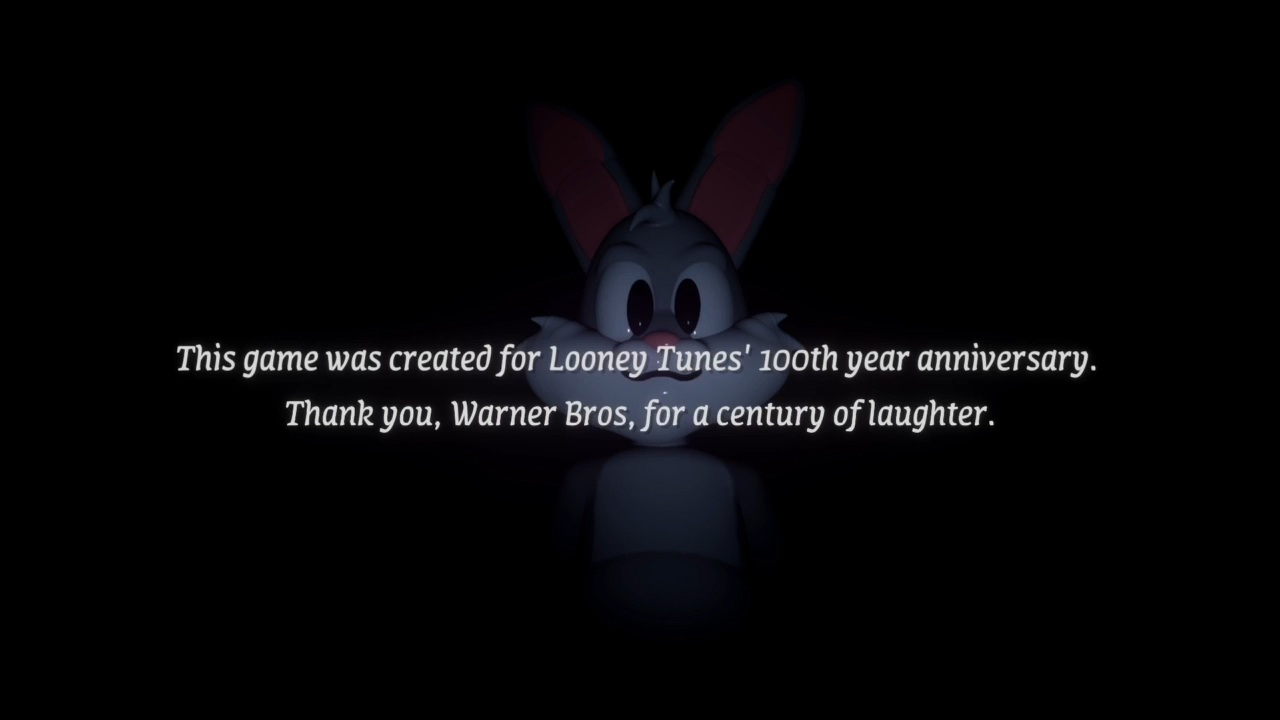 This game was created for Looney Tunes' 100th year anniversary.
Thank you, Warner Bros, for a century of laughter.